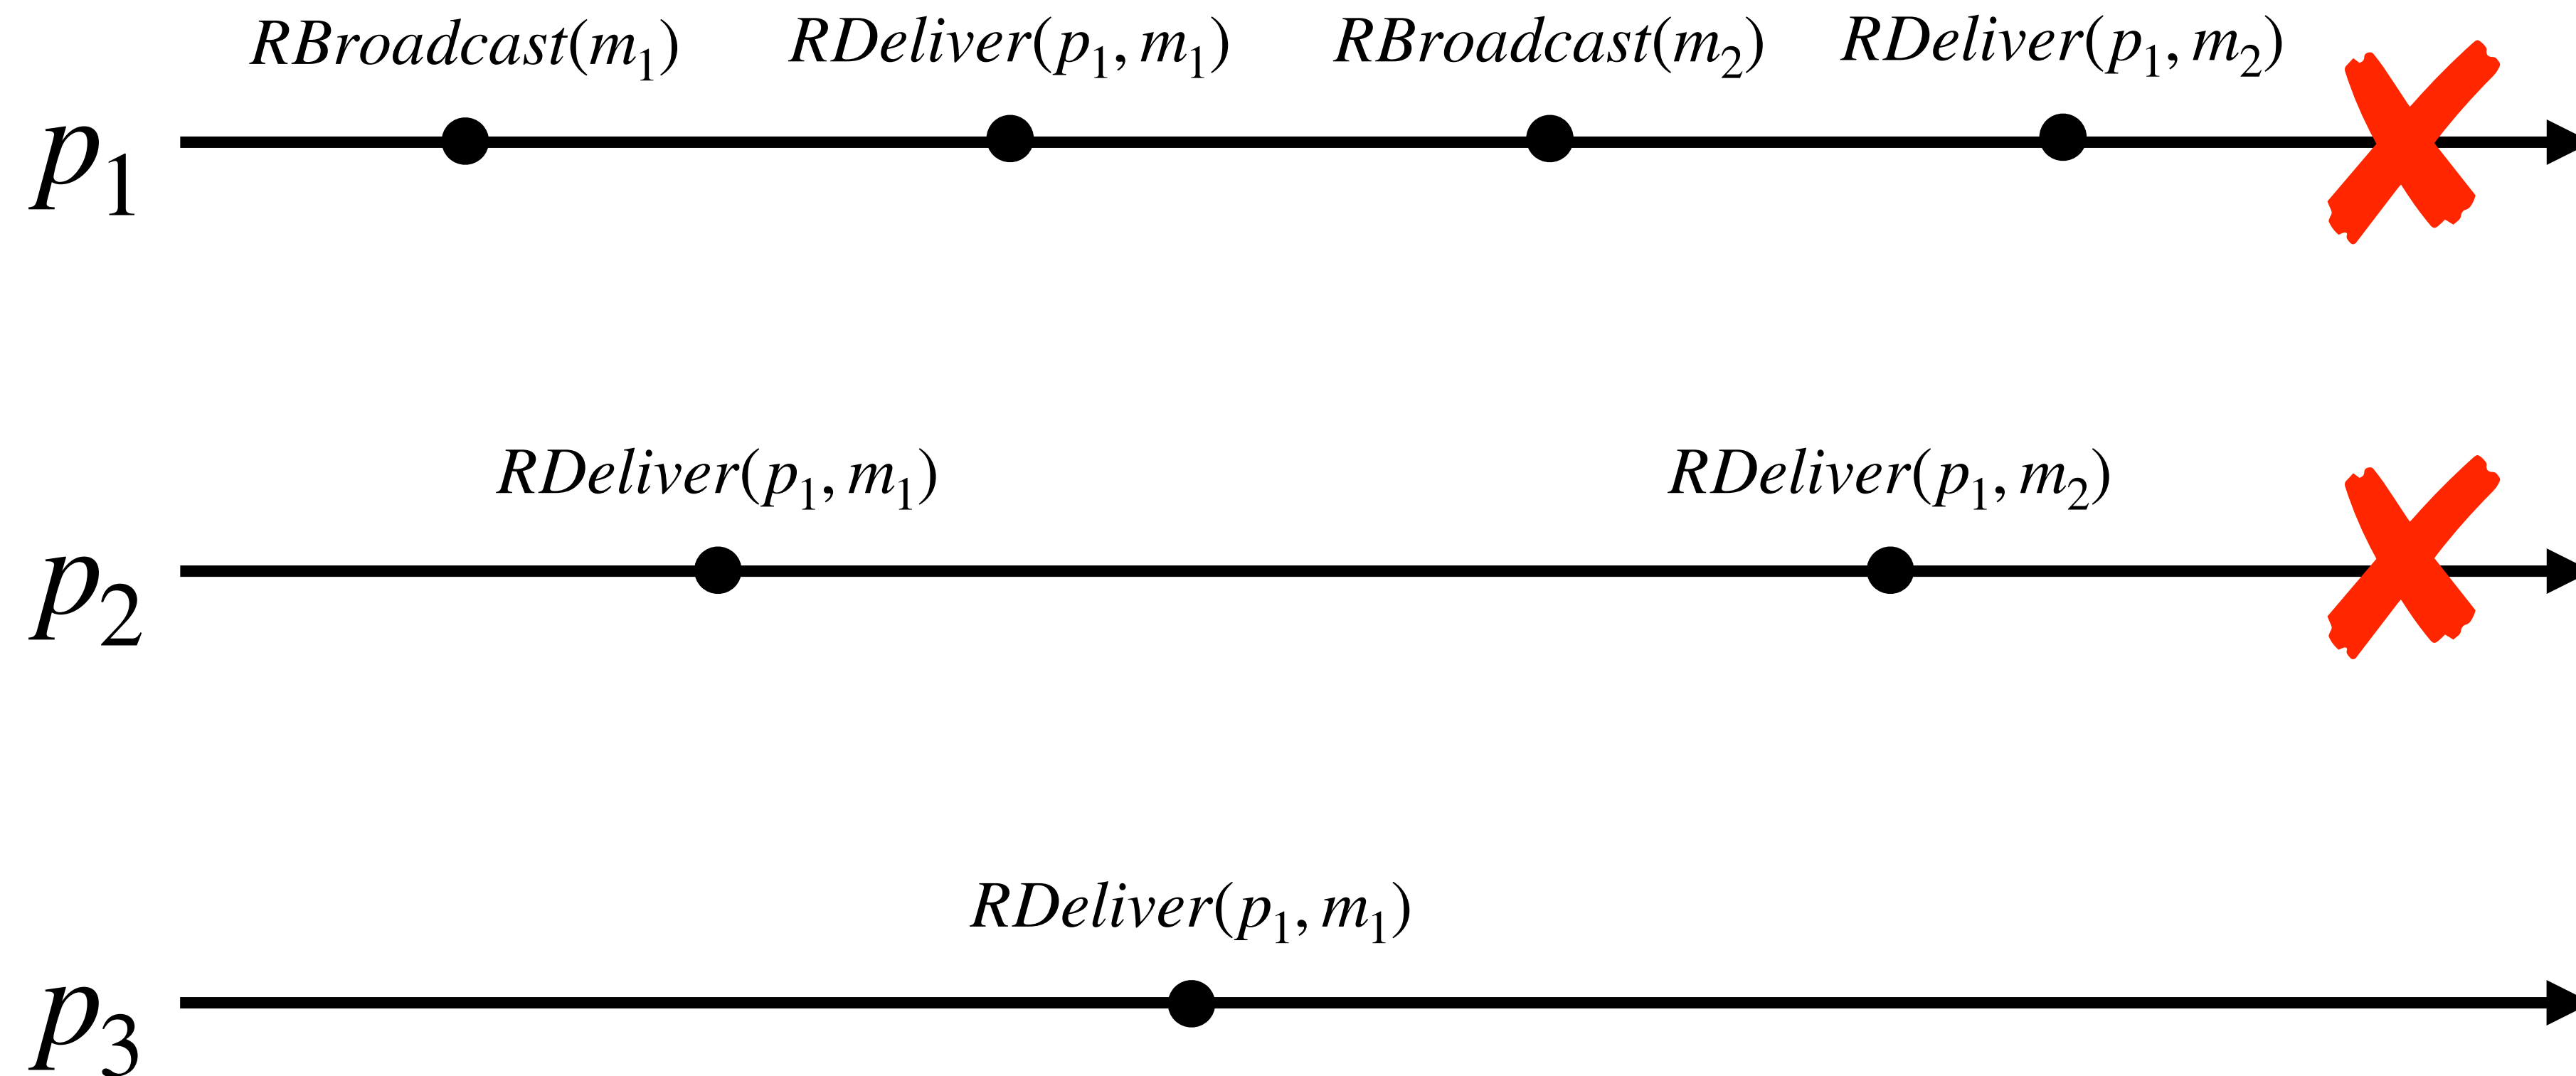 RBroadcast(m₁) RDeliver(p₁, m₁) RBroadcast(m₂) RDeliver(p₁, m₂)
p₁
RDeliver(p₁, m₁) RDeliver(p₁, m₂)
p₂
RDeliver(p₁, m₁)
p₃